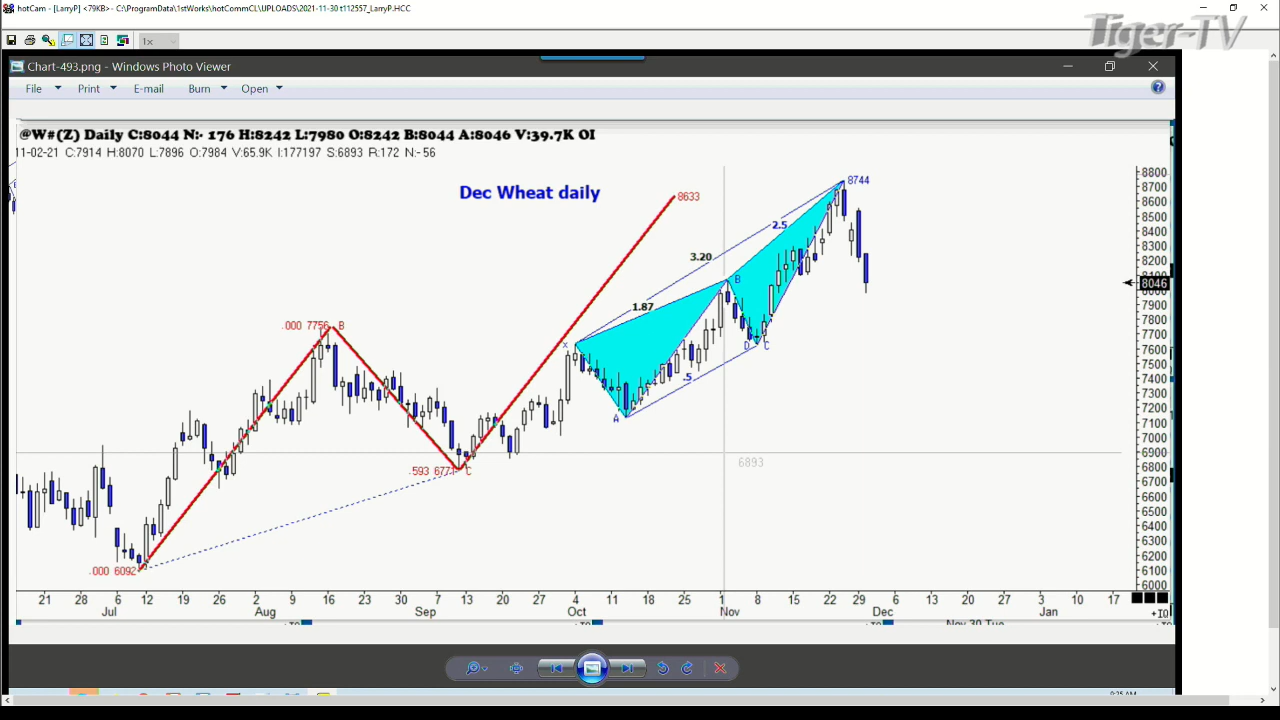 hotCam - [LarryP] <79KB>- C:\ProgramData\1stWorks\hotCommCL\UPLOADS\2021-11-30 t112557_LarryP.HCC
Tiger-TV
1x
Chart-493.png - Windows Photo Viewer
File Print E-mail Burn Open
@W#(Z) Daily C:8044 N:- 176 H:8242 L:7980 O:8242 B:8044 A:8046 V:39.7K OI
11-02-21 C:7914 H:8070 L:7896 O:7984 V:65.9K I:177197 S:6893 R:172 N:-56
Dec Wheat daily
8633
8744
2.5
3.20
1.87
B
.000 7756 B
X
D C
.5
A
.593 6771 C
6893
.000 6092
8800
8700
8600
8500
8400
8300
8200
8100
8046
8000
7900
7800
7700
7600
7500
7400
7300
7200
7100
7000
6900
6800
6700
6600
6500
6400
6300
6200
6100
6000
21 28 6 12 19 26 2 9 16 23 30 7 13 20 27 4 11 18 25 1 8 15 22 29 6 13 20 27 3 10 17
Jul Aug Sep Oct Nov Dec Jan
+IO
Nov 30 Tue
9:25 AM